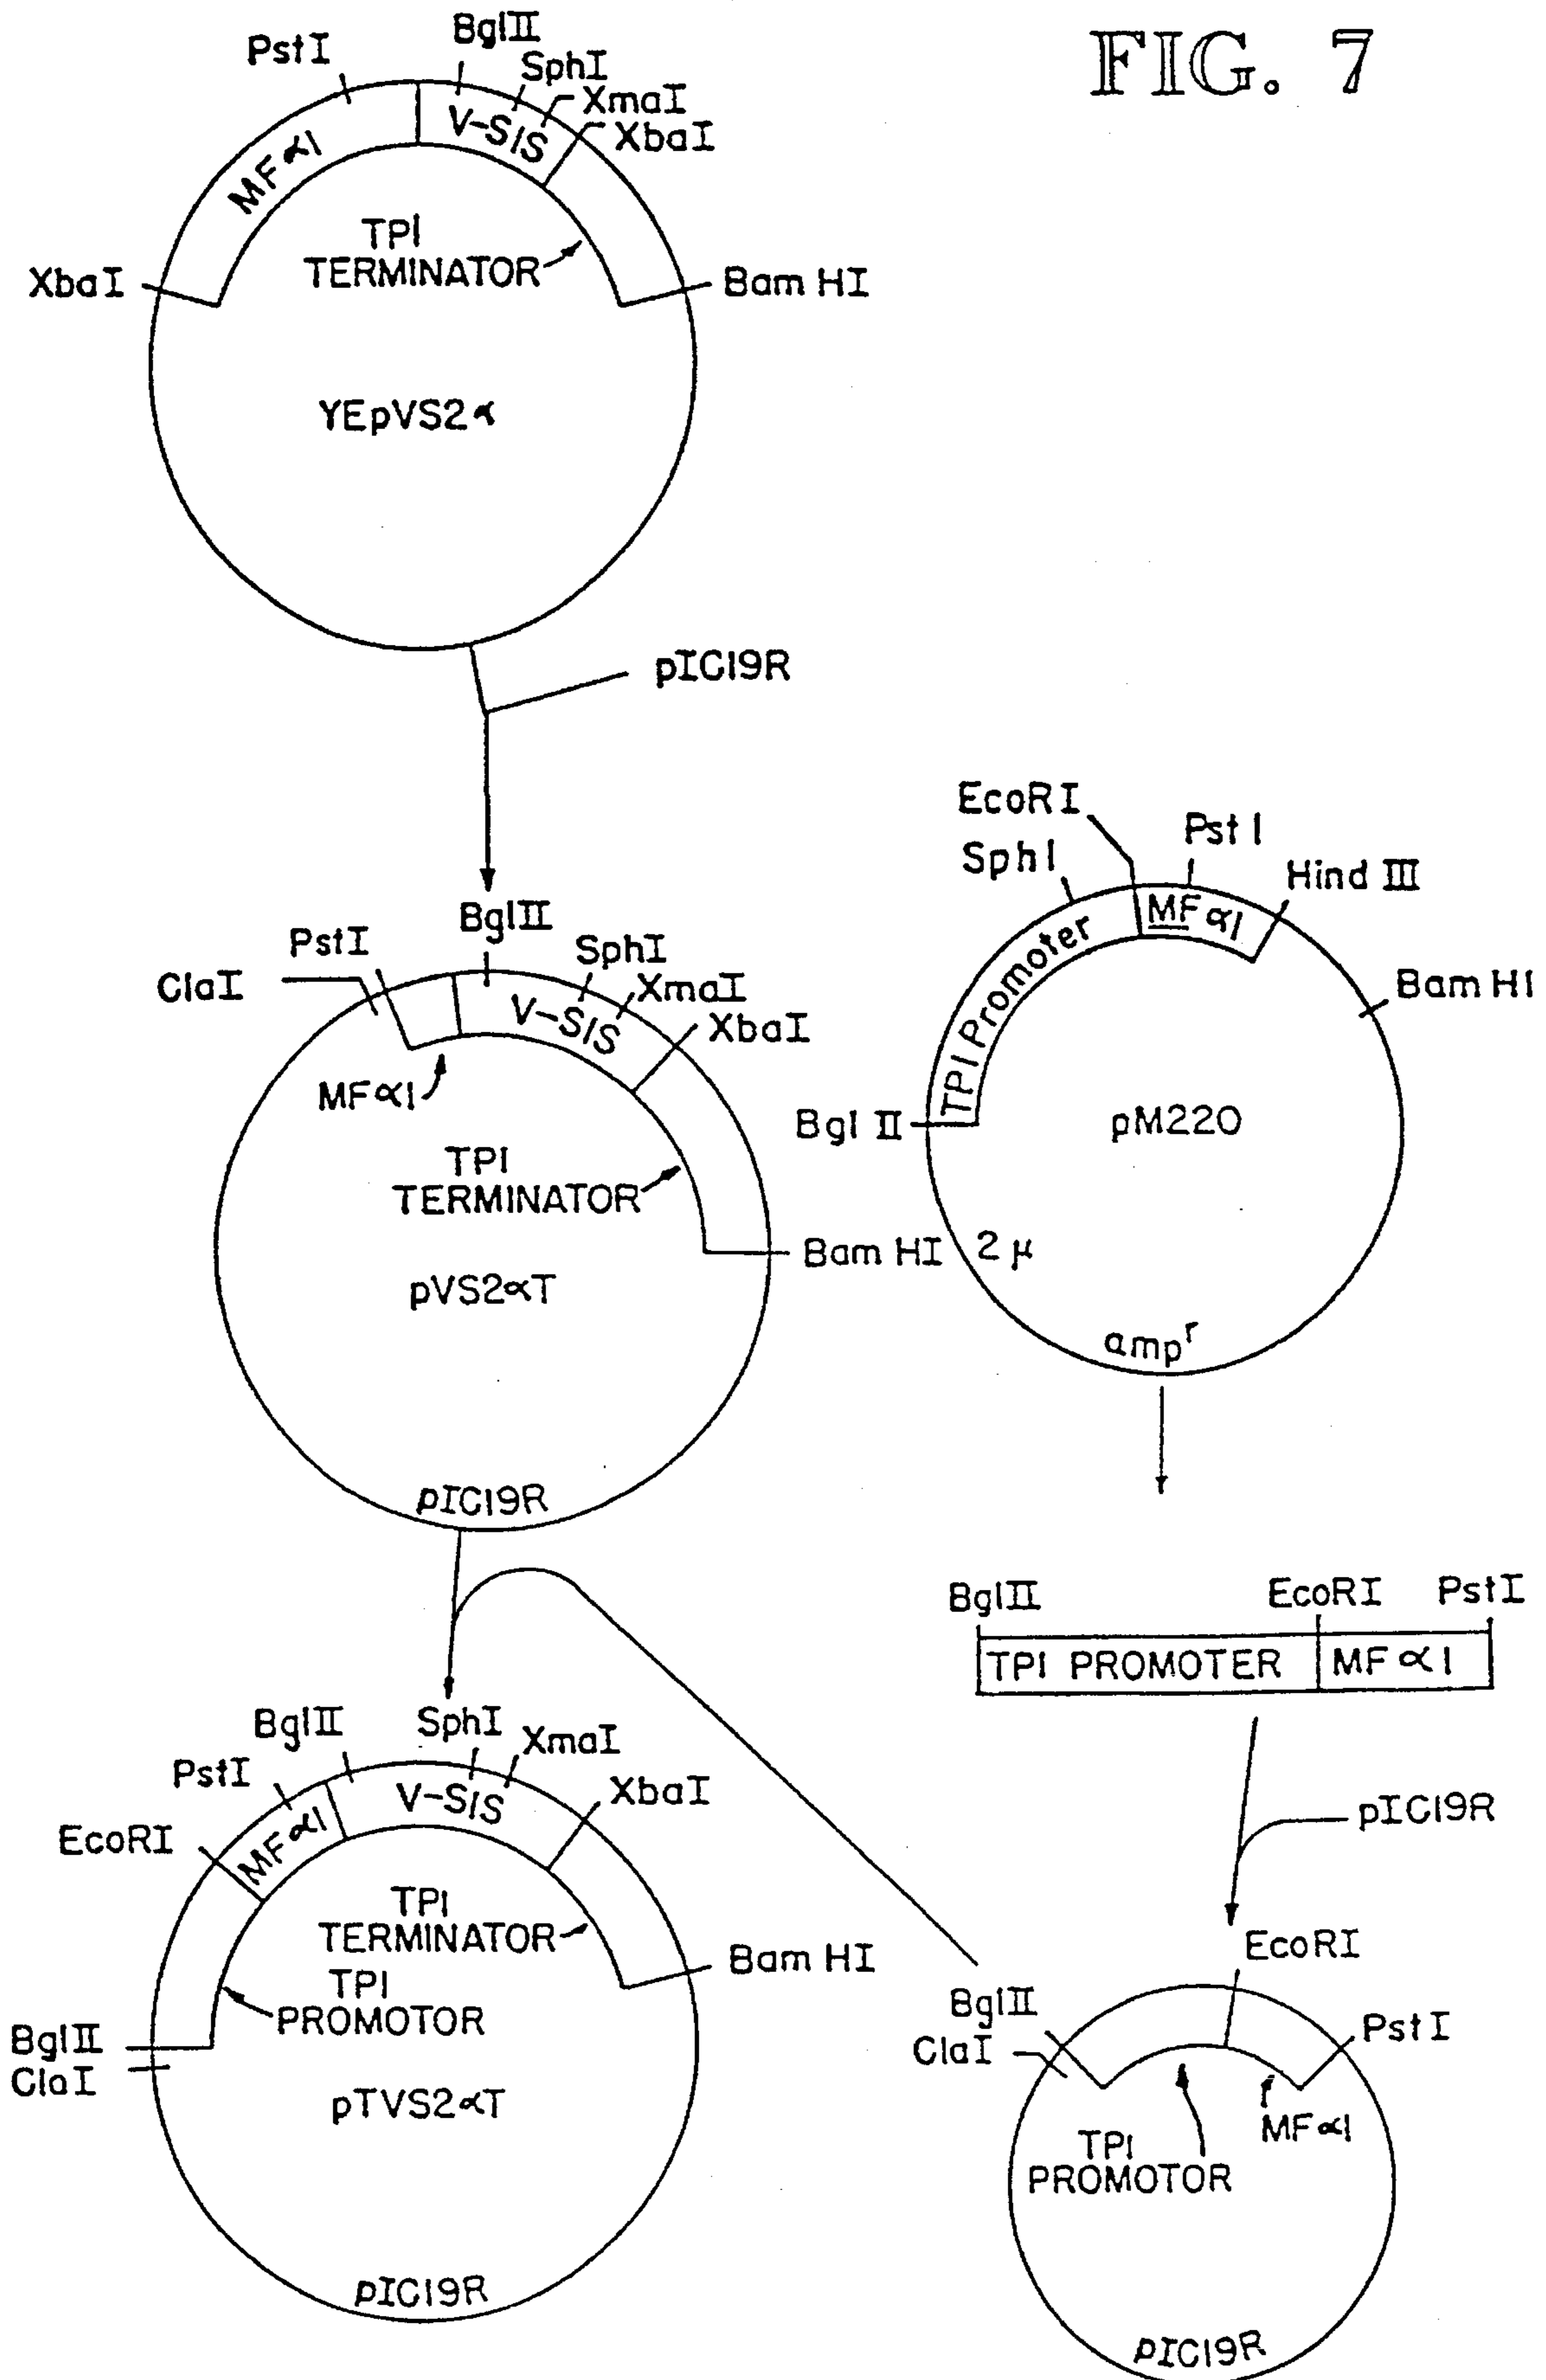 FIG. 7
PstI
BglII
SphI
XmaI
XbaI
MFα1
V-SIS
TPI
TERMINATOR
XbaI
Bam HI
YEpVS2α
pIC19R
ClaI
PstI
BglII
SphI
XmaI
XbaI
V-SIS
MFα1
TPI
TERMINATOR
Bam HI
pVS2αT
pIC19R
EcoRI
SphI
PstI
Hind III
TPI Promoter
MFα1
Bam HI
Bgl II
pM220
2 μ
ampʳ
BglII
EcoRI
PstI
TPI PROMOTER
MFα1
pIC19R
BglII
SphI
XmaI
PstI
XbaI
EcoRI
MFα1
V-SIS
TPI
TERMINATOR
Bam HI
TPI
PROMOTOR
BglII
ClaI
pTVS2αT
pIC19R
EcoRI
BglII
ClaI
PstI
MFα1
TPI
PROMOTOR
pIC19R